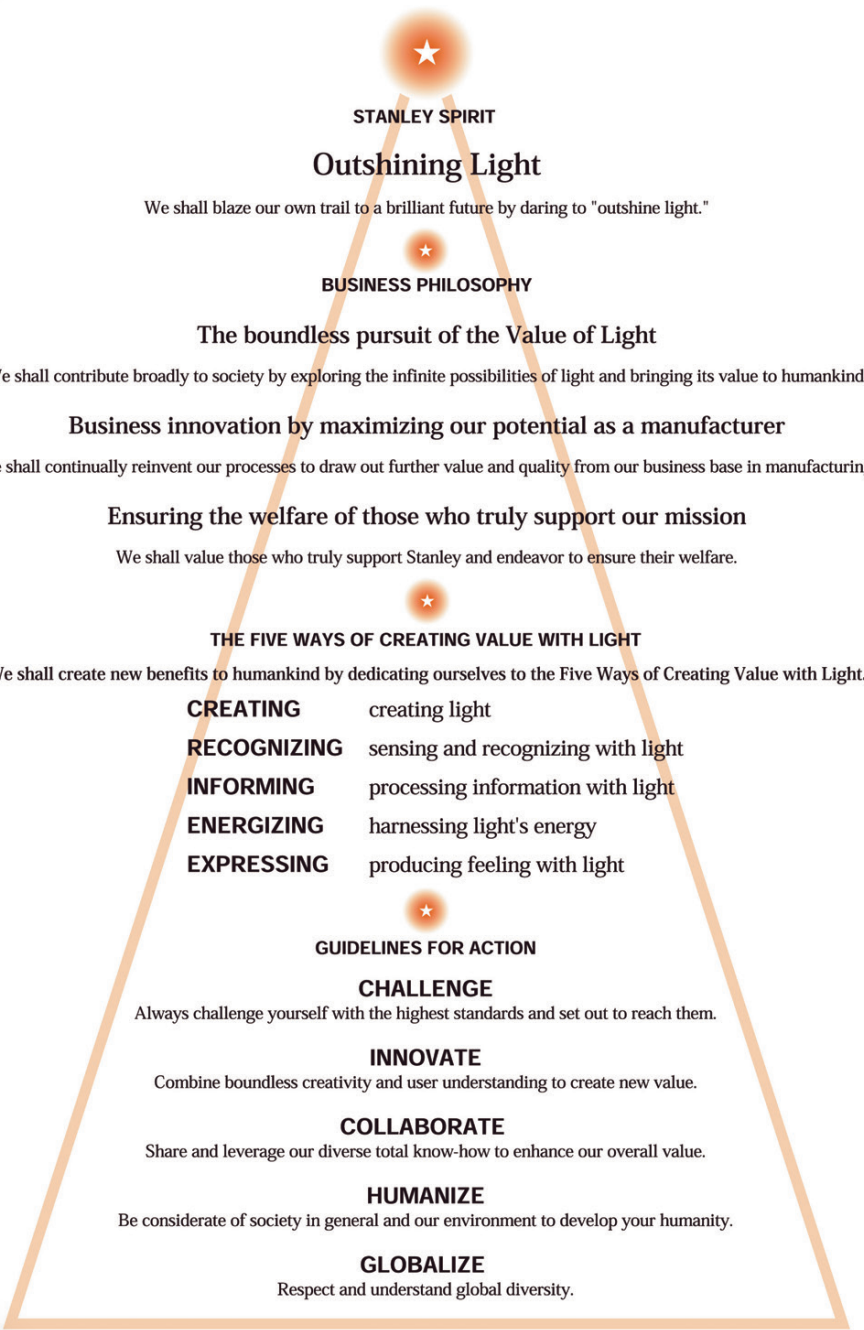 STANLEY SPIRIT
Outshining Light
We shall blaze our own trail to a brilliant future by daring to "outshine light."
BUSINESS PHILOSOPHY
The boundless pursuit of the Value of Light
e shall contribute broadly to society by exploring the infinite possibilities of light and bringing its value to humankind
Business innovation by maximizing our potential as a manufacturer
shall continually reinvent our processes to draw out further value and quality from our business base in manufacturin
Ensuring the welfare of those who truly support our mission
We shall value those who truly support Stanley and endeavor to ensure their welfare.
THE FIVE WAYS OF CREATING VALUE WITH LIGHT
e shall create new benefits to humankind by dedicating ourselves to the Five Ways of Creating Value with Light.
CREATING creating light
RECOGNIZING sensing and recognizing with light
INFORMING processing information with light
ENERGIZING harnessing light's energy
EXPRESSING producing feeling with light
GUIDELINES FOR ACTION
CHALLENGE
Always challenge yourself with the highest standards and set out to reach them.
INNOVATE
Combine boundless creativity and user understanding to create new value.
COLLABORATE
Share and leverage our diverse total know-how to enhance our overall value.
HUMANIZE
Be considerate of society in general and our environment to develop your humanity.
GLOBALIZE
Respect and understand global diversity.